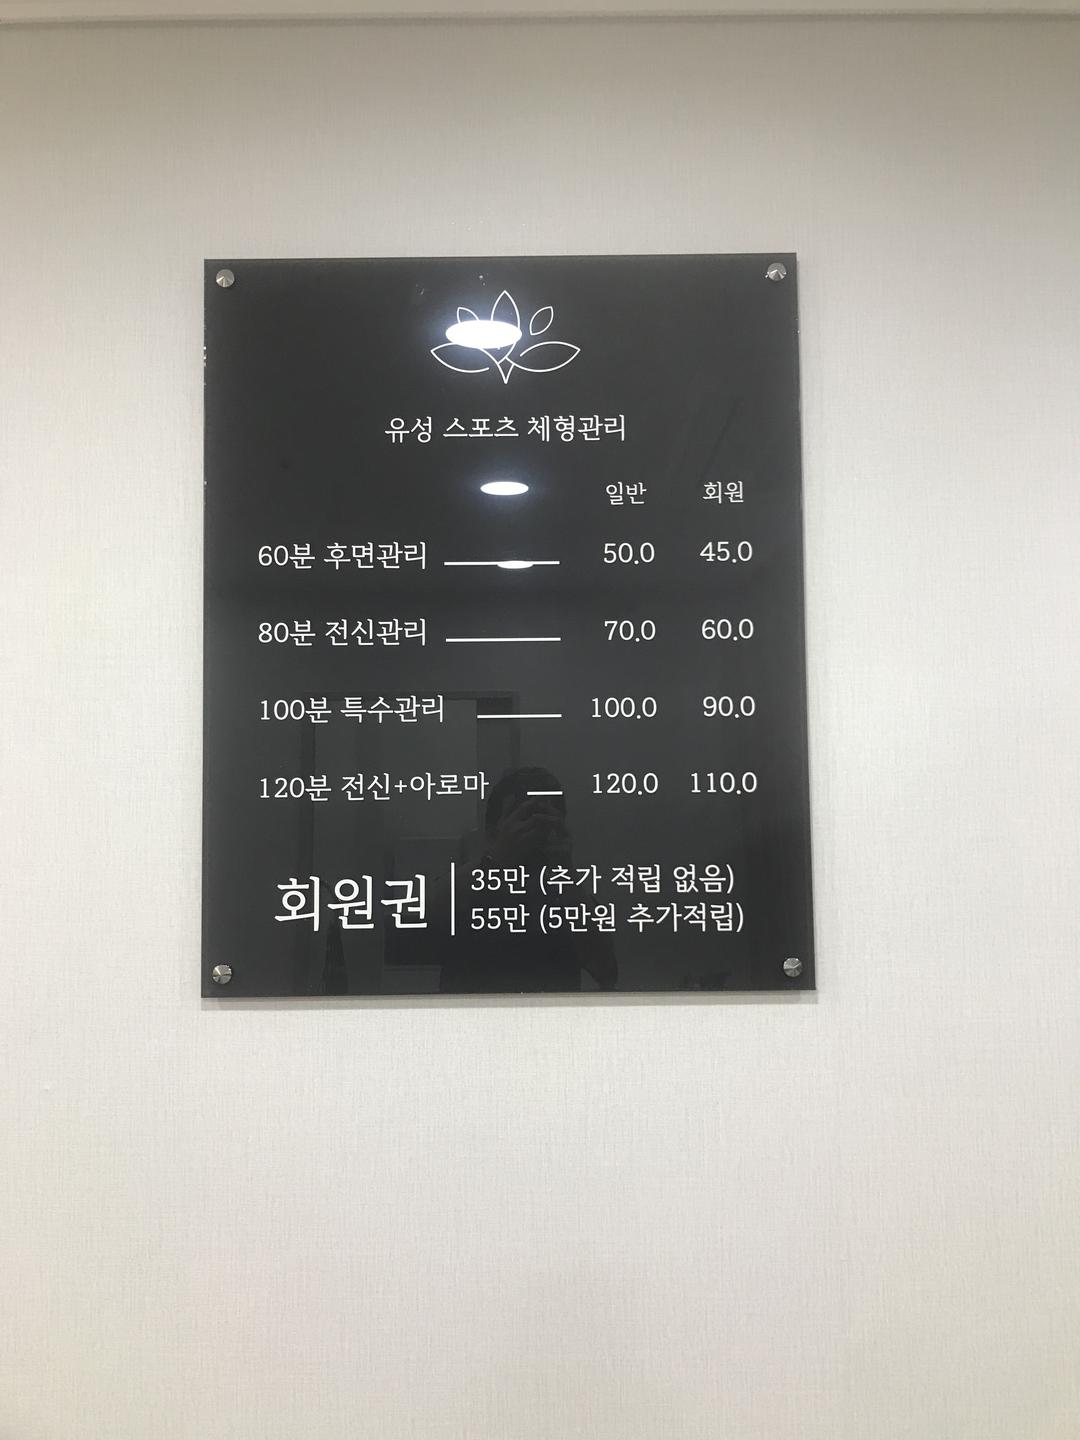 유성 스포츠 체형관리
일반 회원
60분 후면관리 50.0 45.0
80분 전신관리 70.0 60.0
100분 특수관리 100.0 90.0
120분 전신+아로마 120.0 110.0
회원권
35만 (추가 적립 없음)
55만 (5만원 추가적립)